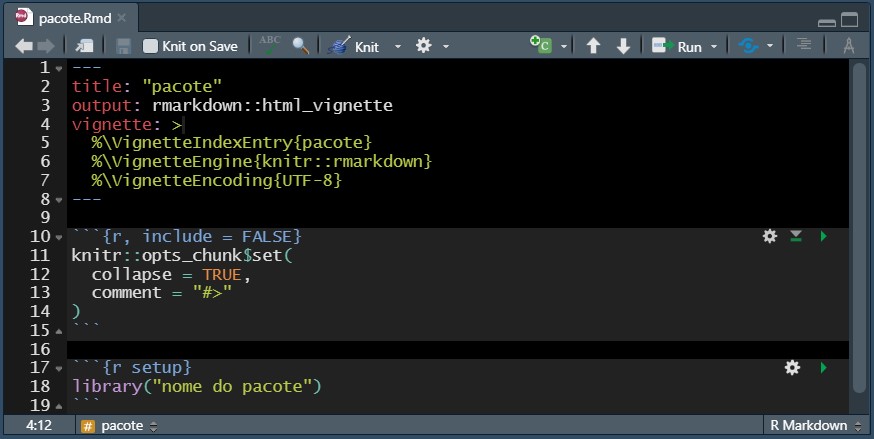 pacote.Rmd
Knit on Save
ABC
Knit
Run
1 ---
2 title: "pacote"
3 output: rmarkdown::html_vignette
4 vignette: >
5   %\VignetteIndexEntry{pacote}
6   %\VignetteEngine{knitr::rmarkdown}
7   %\VignetteEncoding{UTF-8}
8 ---
9
10 ```{r, include = FALSE}
11 knitr::opts_chunk$set(
12   collapse = TRUE,
13   comment = "#>"
14 )
15 ```
16
17 ```{r setup}
18 library("nome do pacote")
19 ```
4:12 # pacote R Markdown